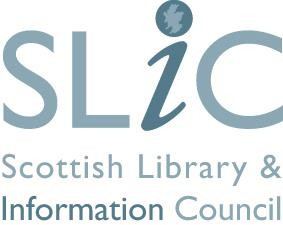 SLiC
Scottish Library &
Information Council